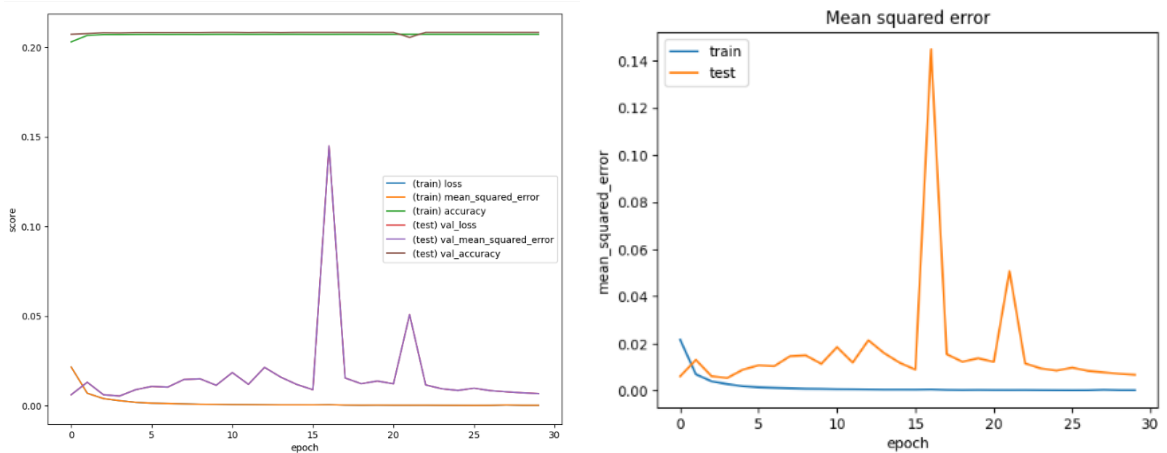 0.20
0.15
0.10
0.05
0.00
score
0 5 10 15 20 25 30
epoch
(train) loss
(train) mean_squared_error
(train) accuracy
(test) val_loss
(test) val_mean_squared_error
(test) val_accuracy
Mean squared error
train
test
0.14
0.12
0.10
0.08
0.06
0.04
0.02
0.00
mean_squared_error
0 5 10 15 20 25 30
epoch